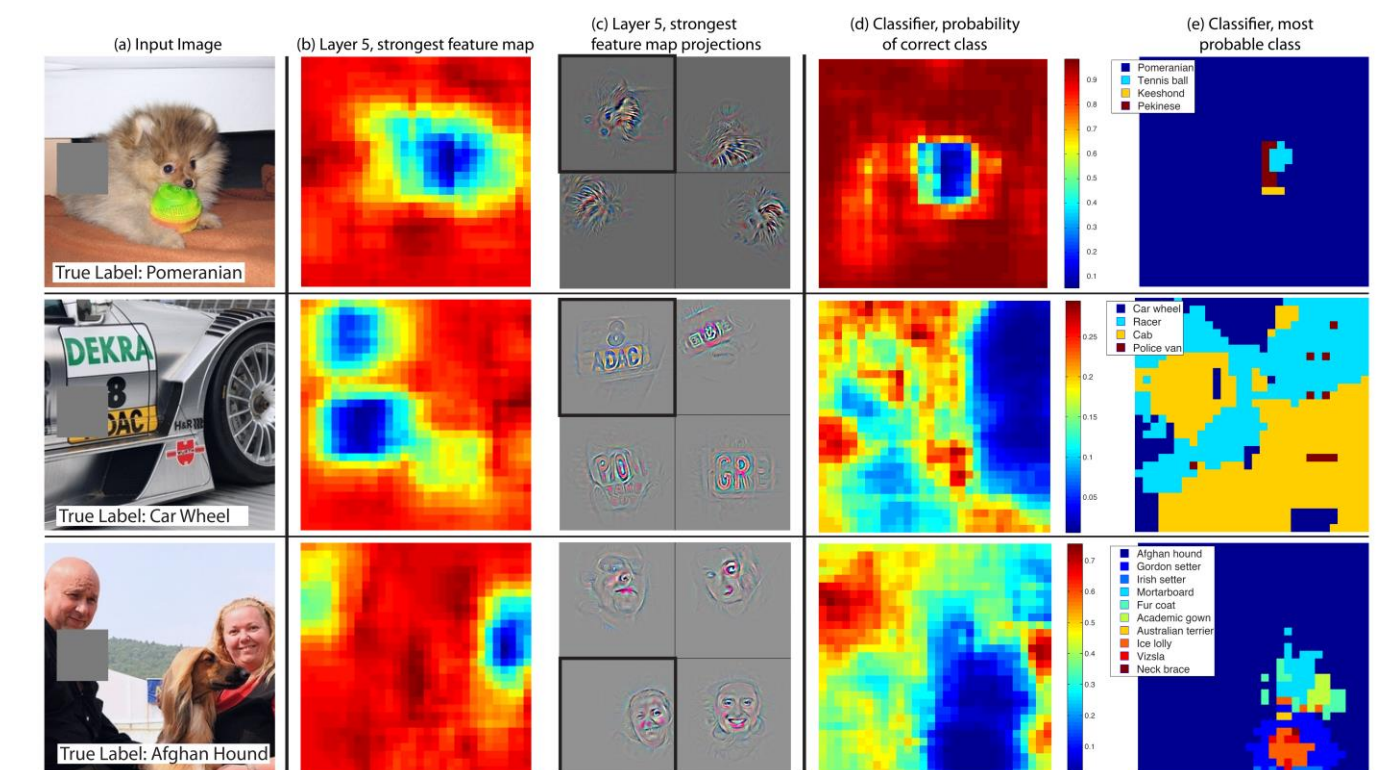 (a) Input Image
(b) Layer 5, strongest feature map
(c) Layer 5, strongest
feature map projections
(d) Classifier, probability
of correct class
(e) Classifier, most
probable class
True Label: Pomeranian
0.9
0.8
0.7
0.6
0.5
0.4
0.3
0.2
0.1
Pomeranian
Tennis ball
Keeshond
Pekinese
DEKRA
8
ADAC
H&R
True Label: Car Wheel
8
ADAC
PO
GR
0.25
0.2
0.15
0.1
0.05
Car wheel
Racer
Cab
Police van
True Label: Afghan Hound
0.7
0.6
0.5
0.4
0.3
0.2
0.1
Afghan hound
Gordon setter
Irish setter
Mortarboard
Fur coat
Academic gown
Australian terrier
Ice lolly
Vizsla
Neck brace